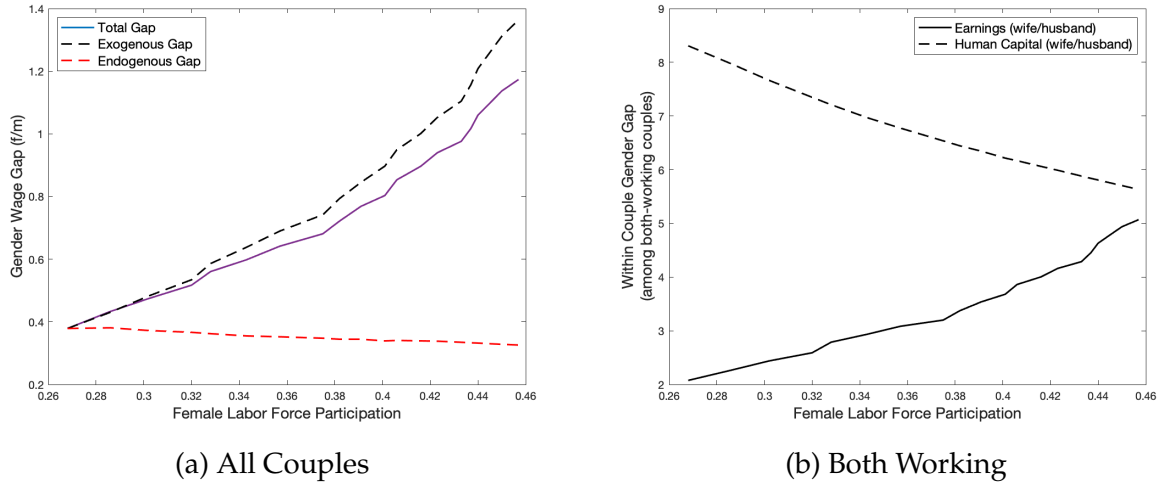 Total Gap
Exogenous Gap
Endogenous Gap
Gender Wage Gap (f/m)
1.4
1.2
1
0.8
0.6
0.4
0.2
0.26 0.28 0.3 0.32 0.34 0.36 0.38 0.4 0.42 0.44 0.46
Female Labor Force Participation
(a) All Couples
Earnings (wife/husband)
Human Capital (wife/husband)
Within Couple Gender Gap
(among both-working couples)
9
8
7
6
5
4
3
2
0.26 0.28 0.3 0.32 0.34 0.36 0.38 0.4 0.42 0.44 0.46
Female Labor Force Participation
(b) Both Working